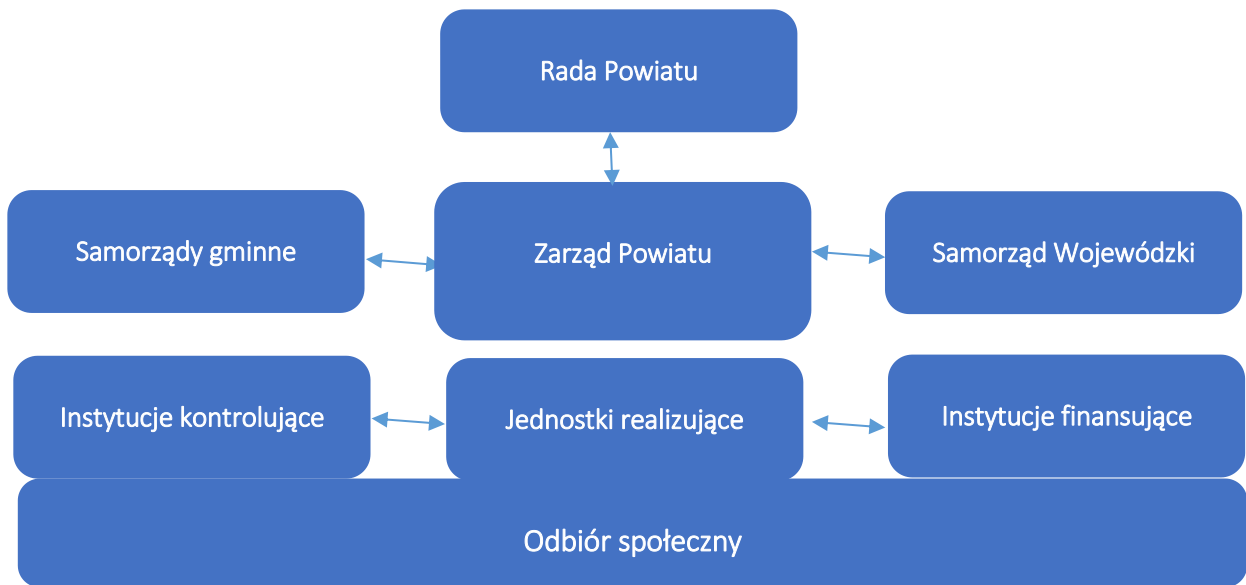 Rada Powiatu
Samorządy gminne
Zarząd Powiatu
Samorząd Wojewódzki
Instytucje kontrolujące
Jednostki realizujące
Instytucje finansujące
Odbiór społeczny